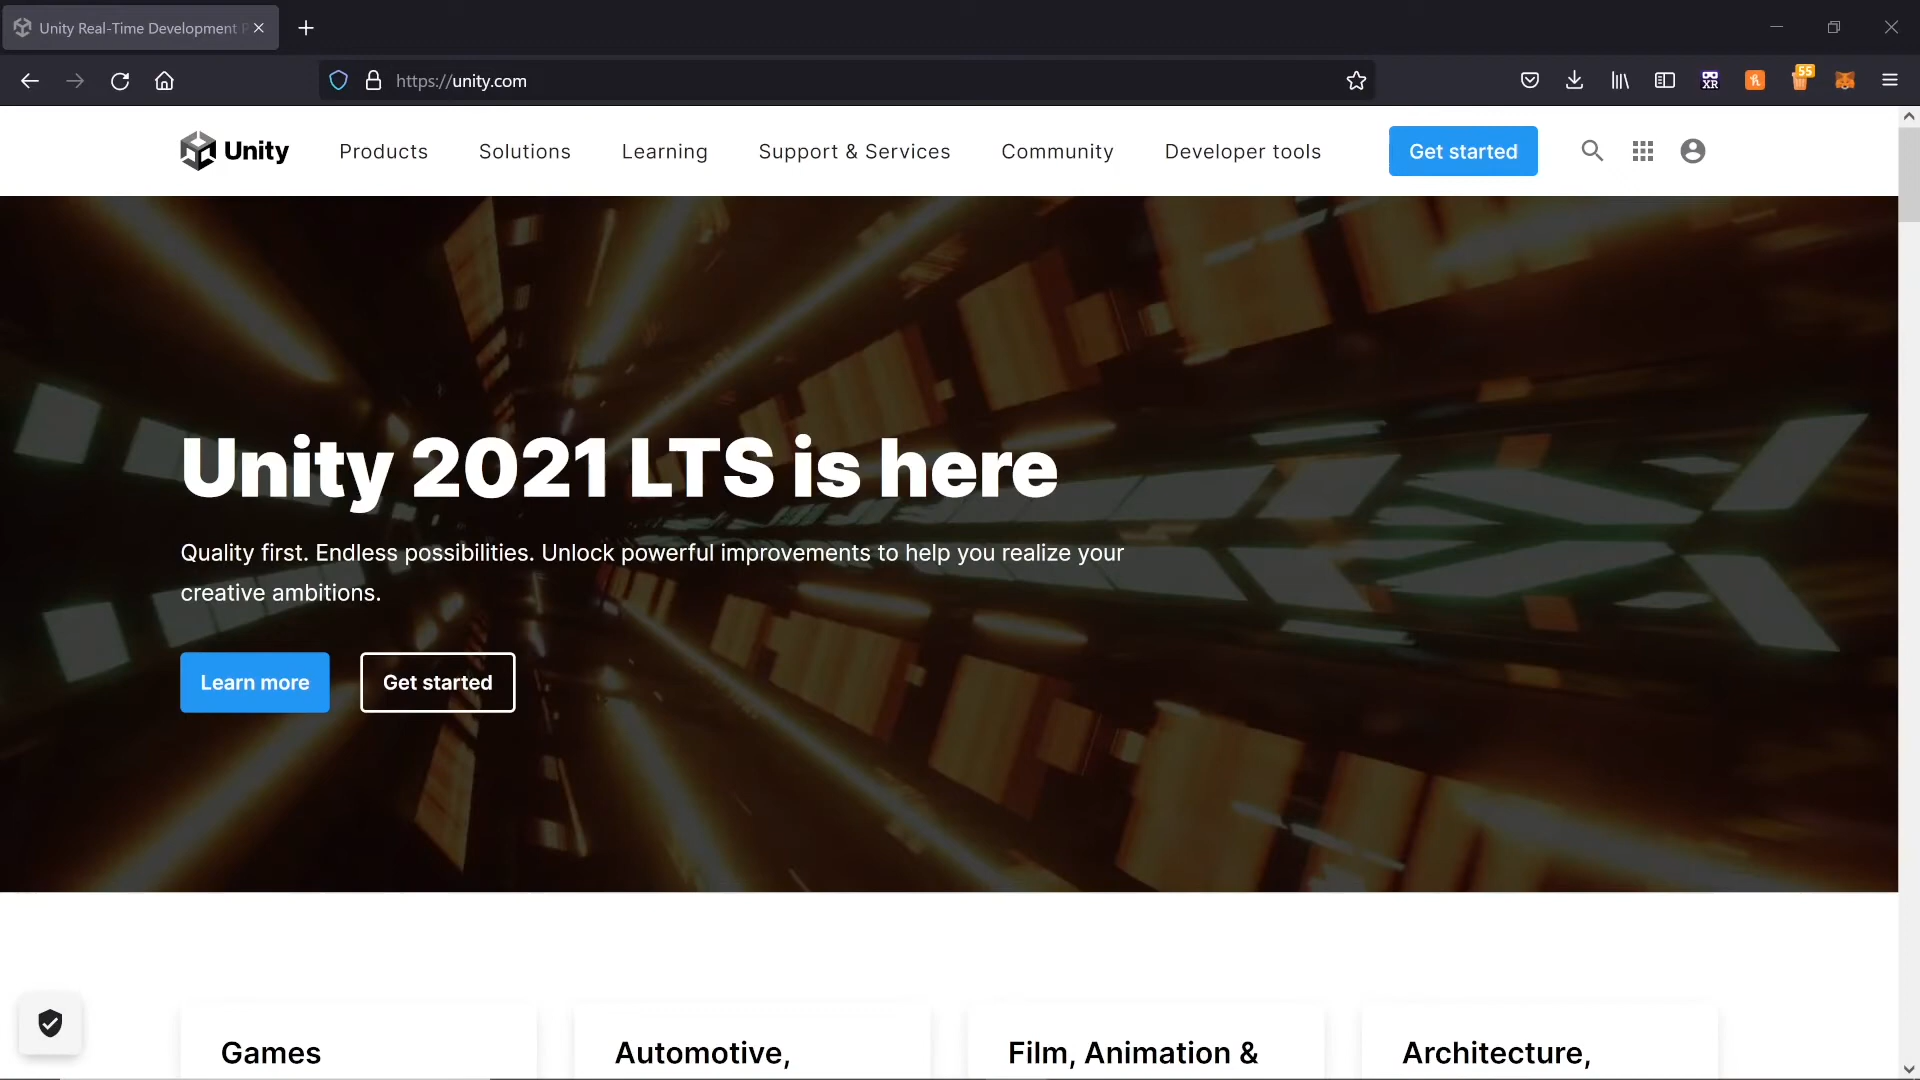 Unity Real-Time Development P
https://unity.com
XR
55
Unity
Products
Solutions
Learning
Support & Services
Community
Developer tools
Get started
Unity 2021 LTS is here
Quality first. Endless possibilities. Unlock powerful improvements to help you realize your
creative ambitions.
Learn more
Get started
Games
Automotive,
Film, Animation &
Architecture,